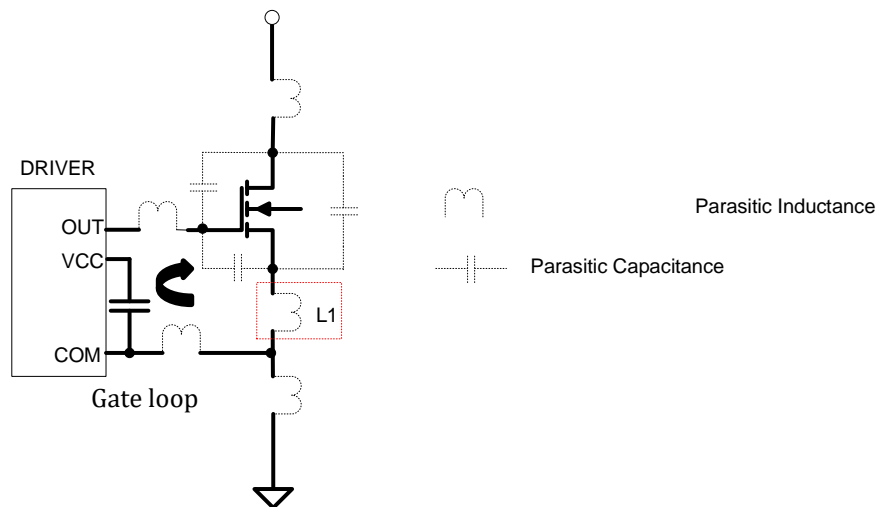 DRIVER
OUT
VCC
COM
L1
Gate loop
Parasitic Inductance
Parasitic Capacitance